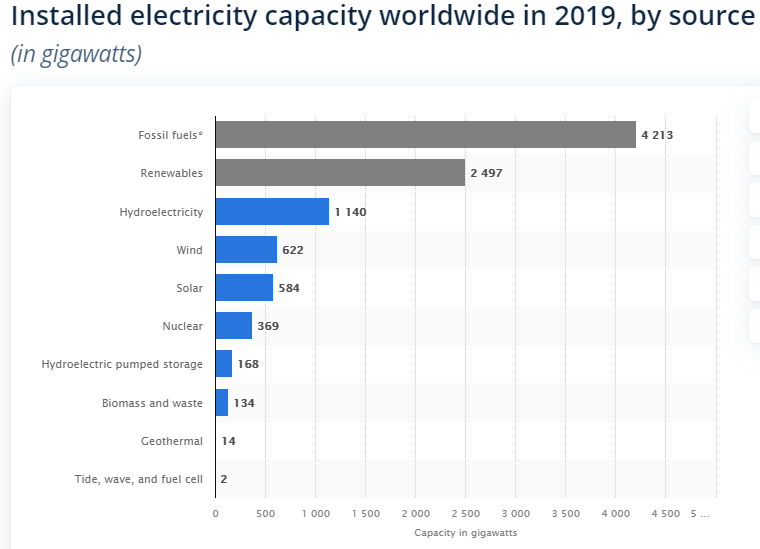 Installed electricity capacity worldwide in 2019, by source
(in gigawatts)
Fossil fuels* 4 213
Renewables 2 497
Hydroelectricity 1 140
Wind 622
Solar 584
Nuclear 369
Hydroelectric pumped storage 168
Biomass and waste 134
Geothermal 14
Tide, wave, and fuel cell 2
0 500 1 000 1 500 2 000 2 500 3 000 3 500 4 000 4 500 5 ...
Capacity in gigawatts